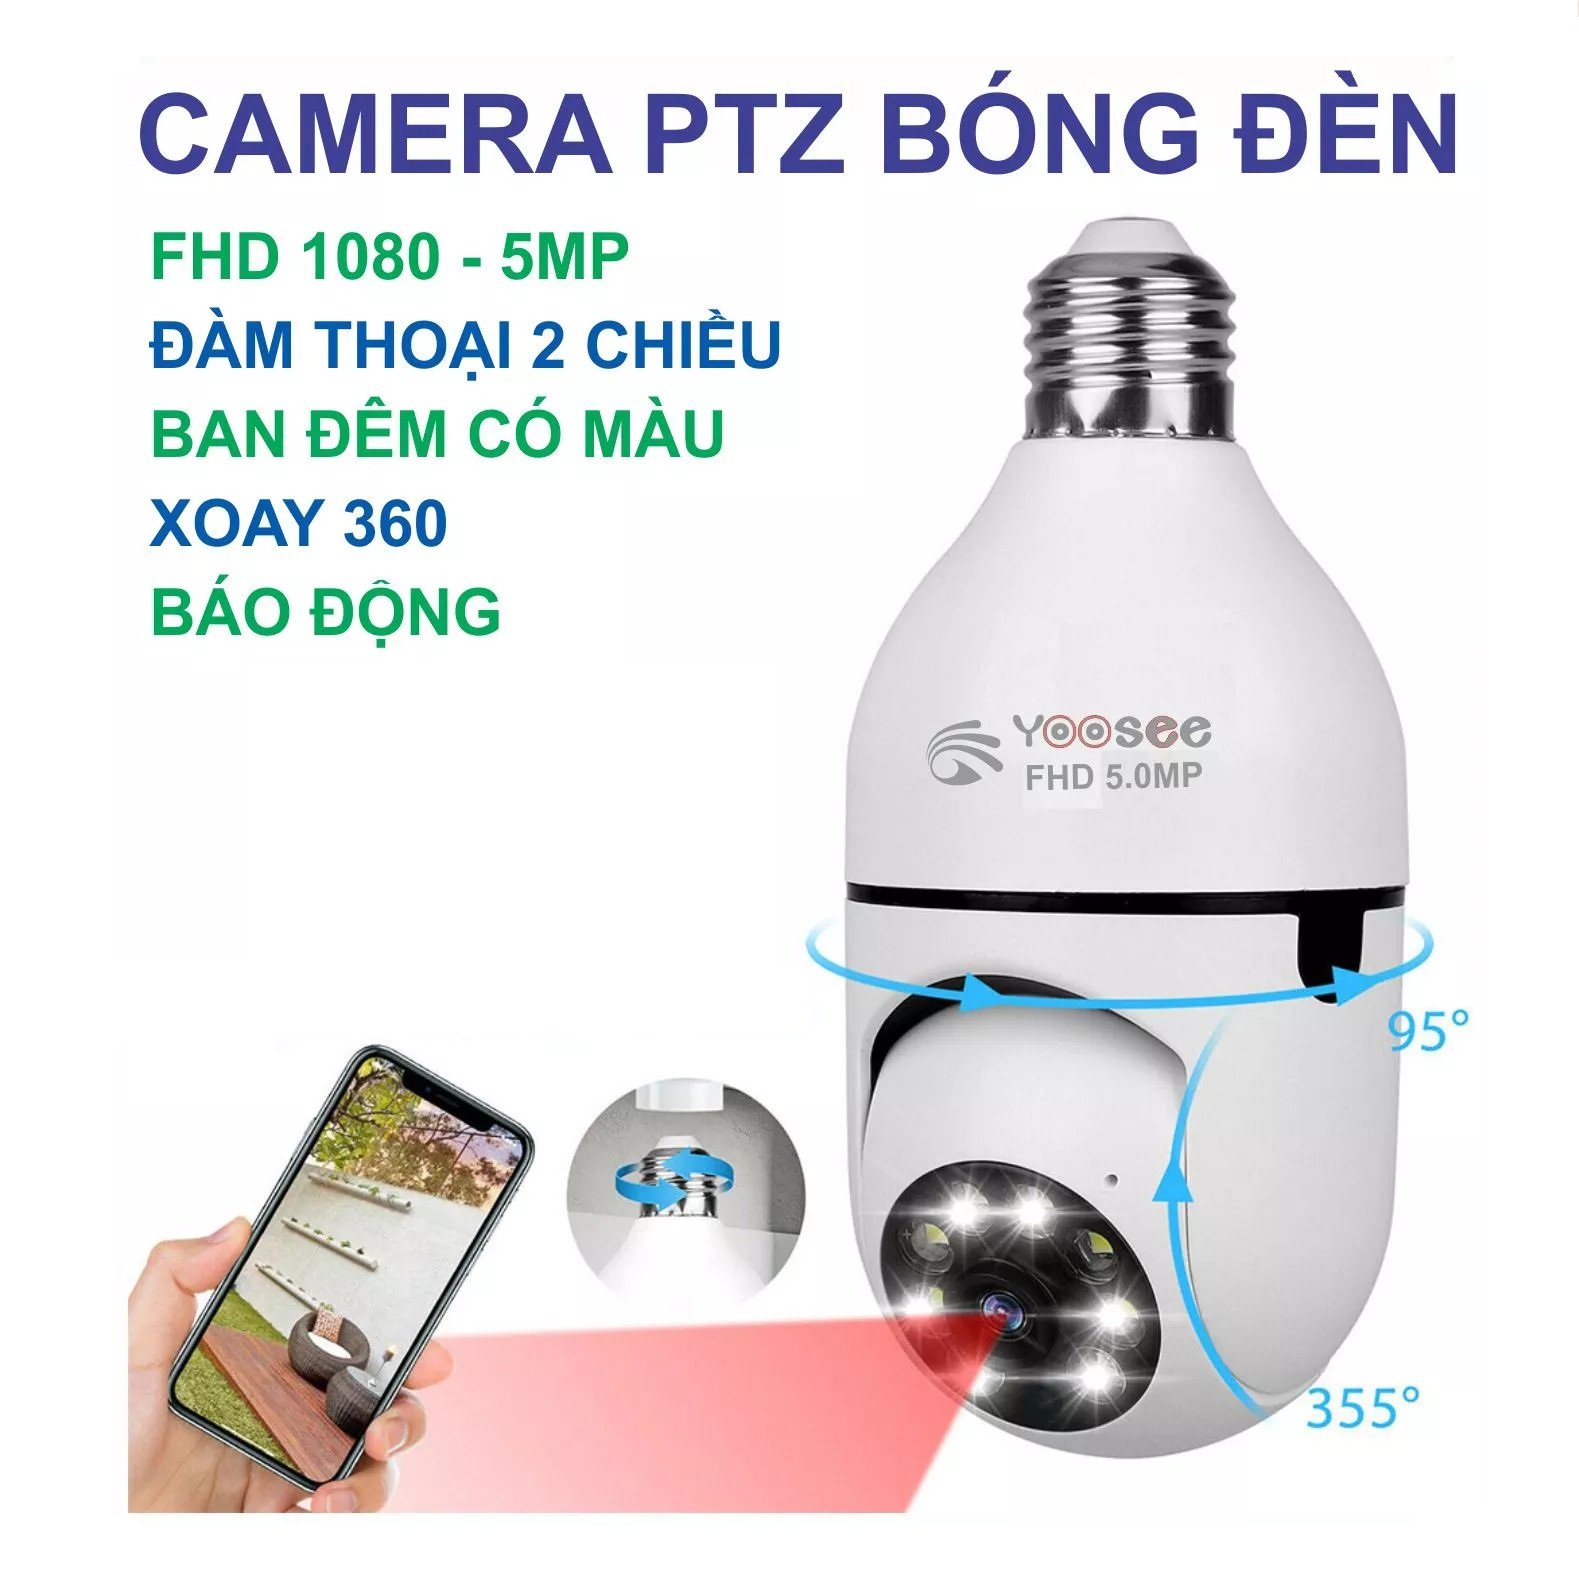 CAMERA PTZ BÓNG ĐÈN
FHD 1080 - 5MP
ĐÀM THOẠI 2 CHIỀU
BAN ĐÊM CÓ MÀU
XOAY 360
BÁO ĐỘNG
Yoosee
FHD 5.0MP
95°
355°